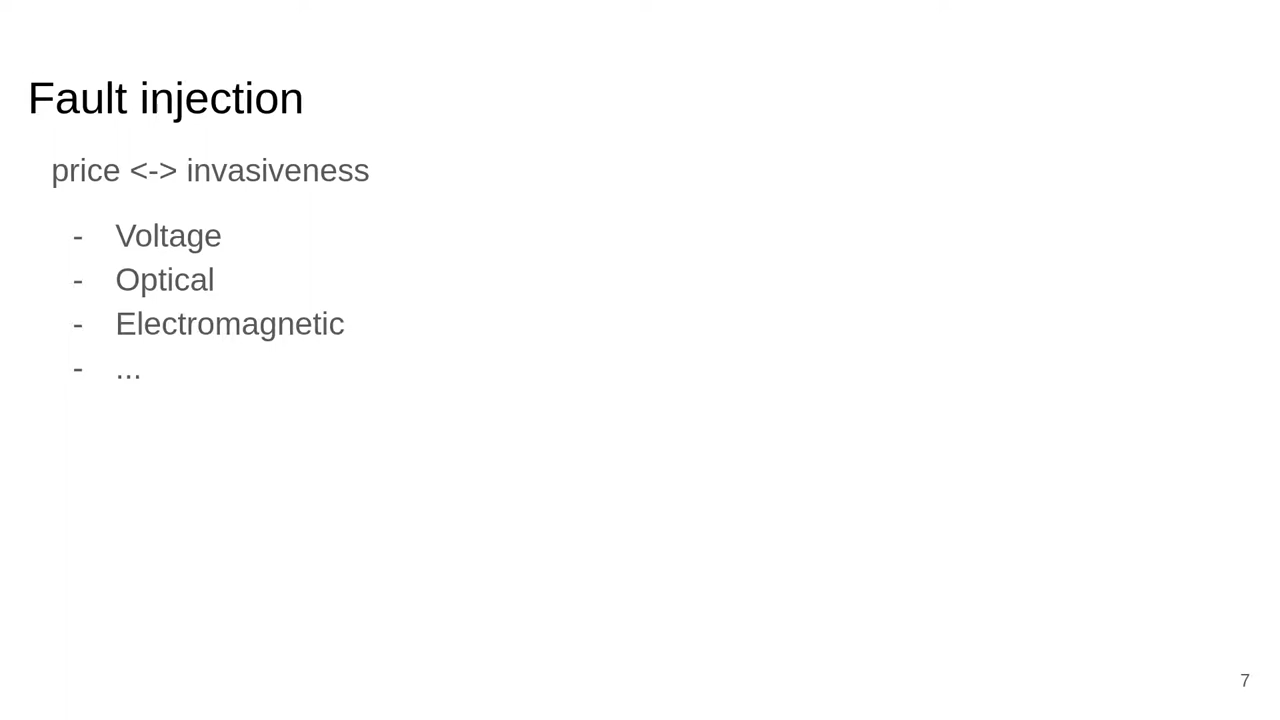 Fault injection
price <-> invasiveness
- Voltage
- Optical
- Electromagnetic
- ...
7